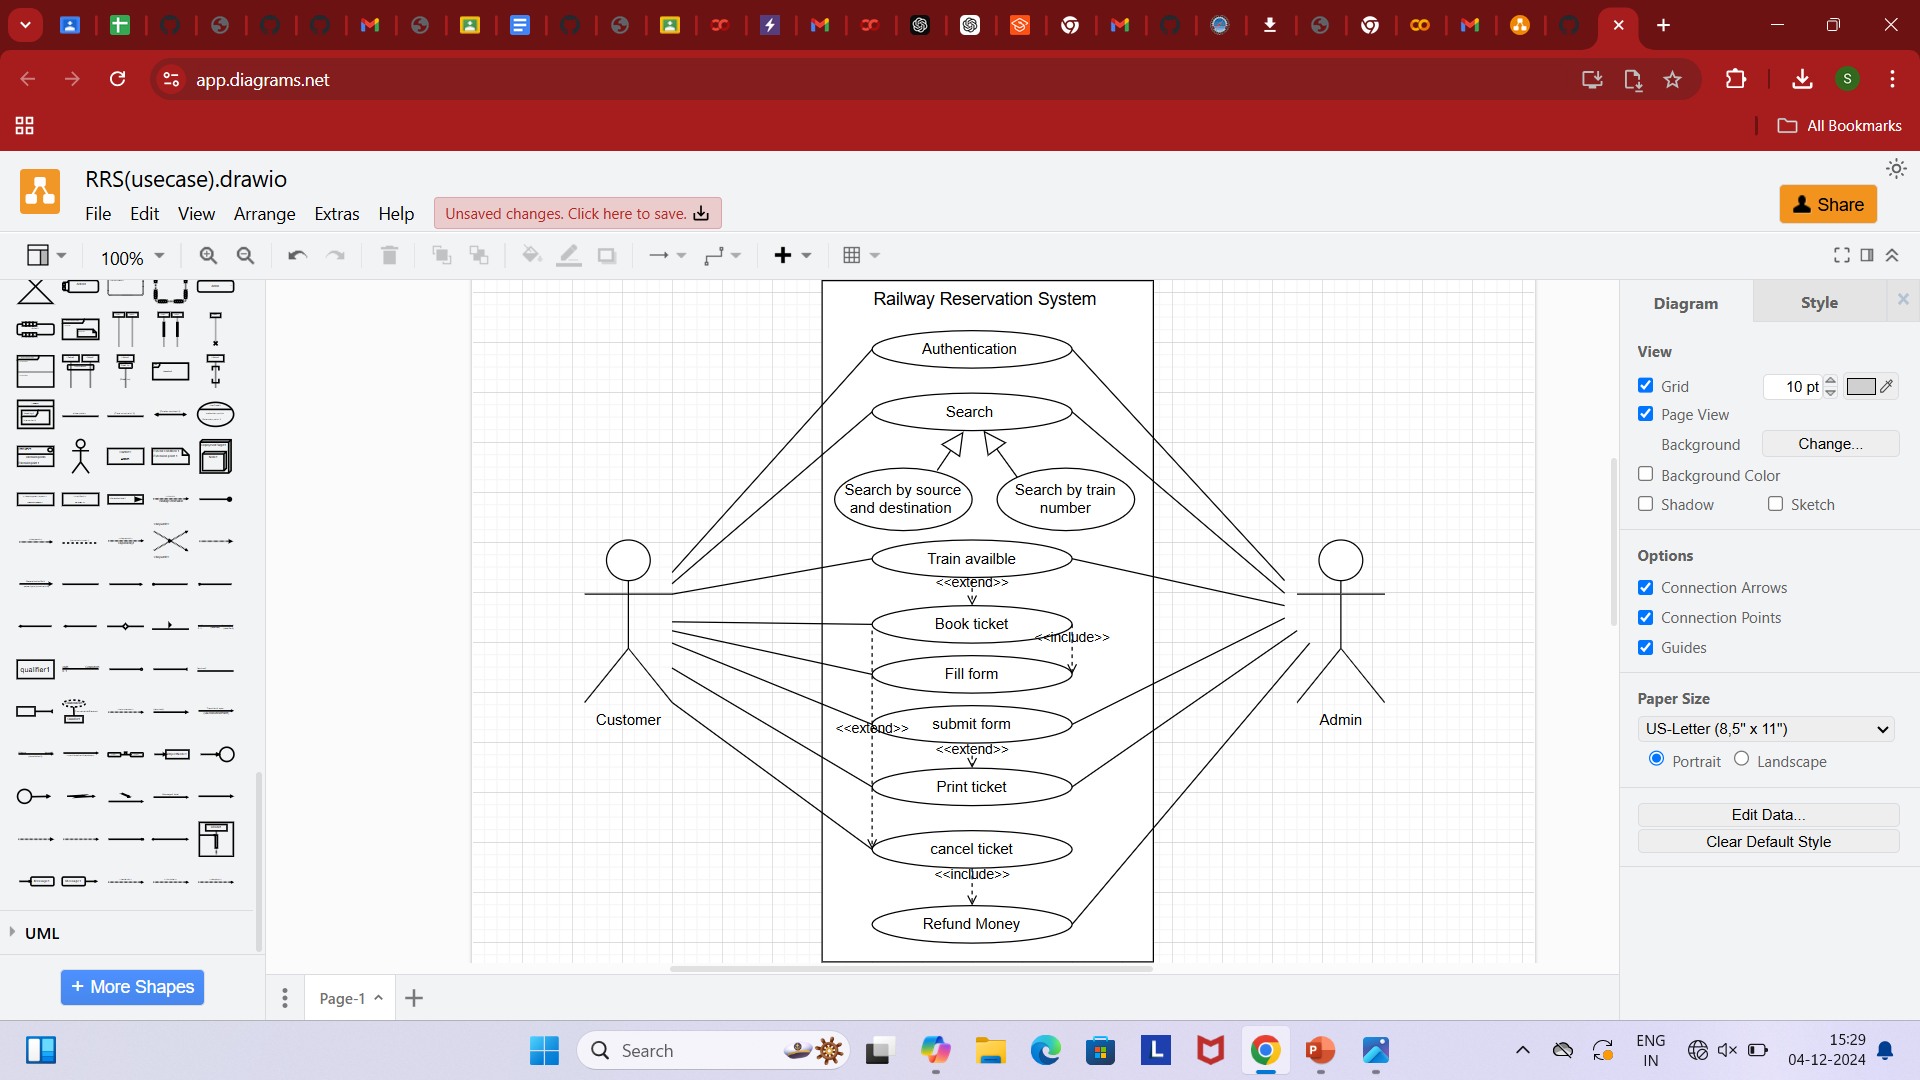 app.diagrams.net
All Bookmarks
RRS(usecase).drawio
File Edit View Arrange Extras Help
Unsaved changes. Click here to save.
Share
100%
Railway Reservation System
Authentication
Search
Search by source
and destination
Search by train
number
Train availble
<<extend>>
Book ticket
<<include>>
Fill form
submit form
<<extend>>
<<extend>>
Print ticket
cancel ticket
<<include>>
Refund Money
Customer
Admin
qualifier1
UML
+ More Shapes
Page-1
Diagram
Style
View
Grid
10 pt
Page View
Background
Change...
Background Color
Shadow
Sketch
Options
Connection Arrows
Connection Points
Guides
Paper Size
US-Letter (8,5" x 11")
Portrait
Landscape
Edit Data...
Clear Default Style
Search
ENG
IN
15:29
04-12-2024
S